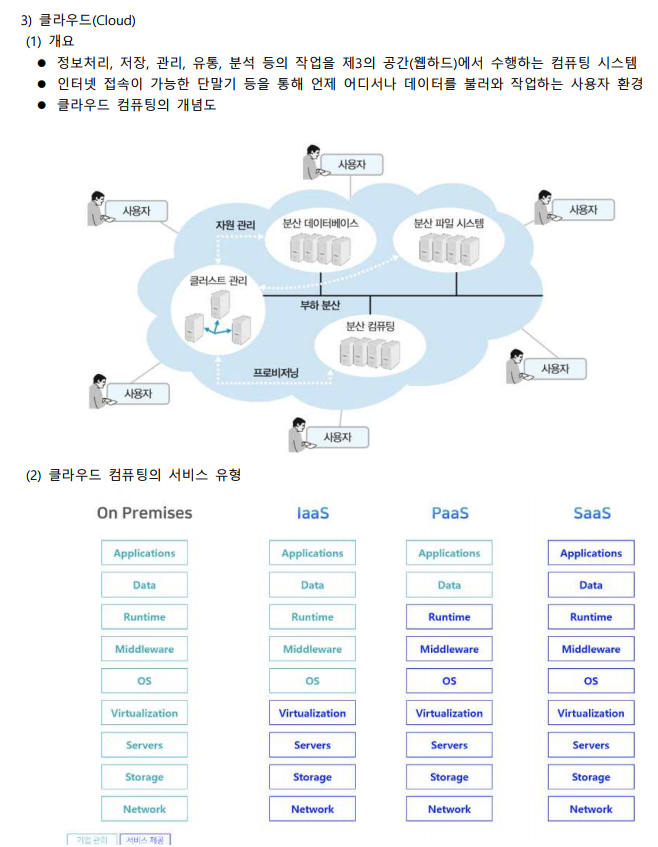 3) 클라우드(Cloud)
(1) 개요
● 정보처리, 저장, 관리, 유통, 분석 등의 작업을 제3의 공간(웹하드)에서 수행하는 컴퓨팅 시스템
● 인터넷 접속이 가능한 단말기 등을 통해 언제 어디서나 데이터를 불러와 작업하는 사용자 환경
● 클라우드 컴퓨팅의 개념도
사용자
사용자
사용자
자원 관리
분산 데이터베이스
분산 파일 시스템
클러스트 관리
부하 분산
분산 컴퓨팅
프로비저닝
사용자
사용자
사용자
(2) 클라우드 컴퓨팅의 서비스 유형
On Premises IaaS PaaS SaaS
Applications Applications Applications Applications
Data Data Data Data
Runtime Runtime Runtime Runtime
Middleware Middleware Middleware Middleware
OS OS OS OS
Virtualization Virtualization Virtualization Virtualization
Servers Servers Servers Servers
Storage Storage Storage Storage
Network Network Network Network
기업 관리 서비스 제공